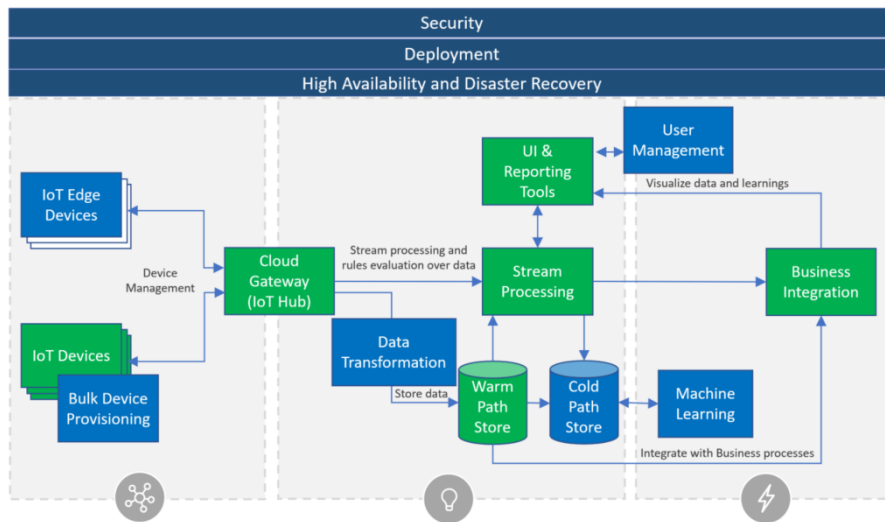 Security
Deployment
High Availability and Disaster Recovery
UI &
Reporting
Tools
User
Management
Visualize data and learnings
IoT Edge
Devices
Device
Management
Cloud
Gateway
(IoT Hub)
Stream processing and
rules evaluation over data
Stream
Processing
Business
Integration
Data
Transformation
IoT Devices
Bulk Device
Provisioning
Store data
Warm
Path
Store
Cold
Path
Store
Machine
Learning
Integrate with Business processes